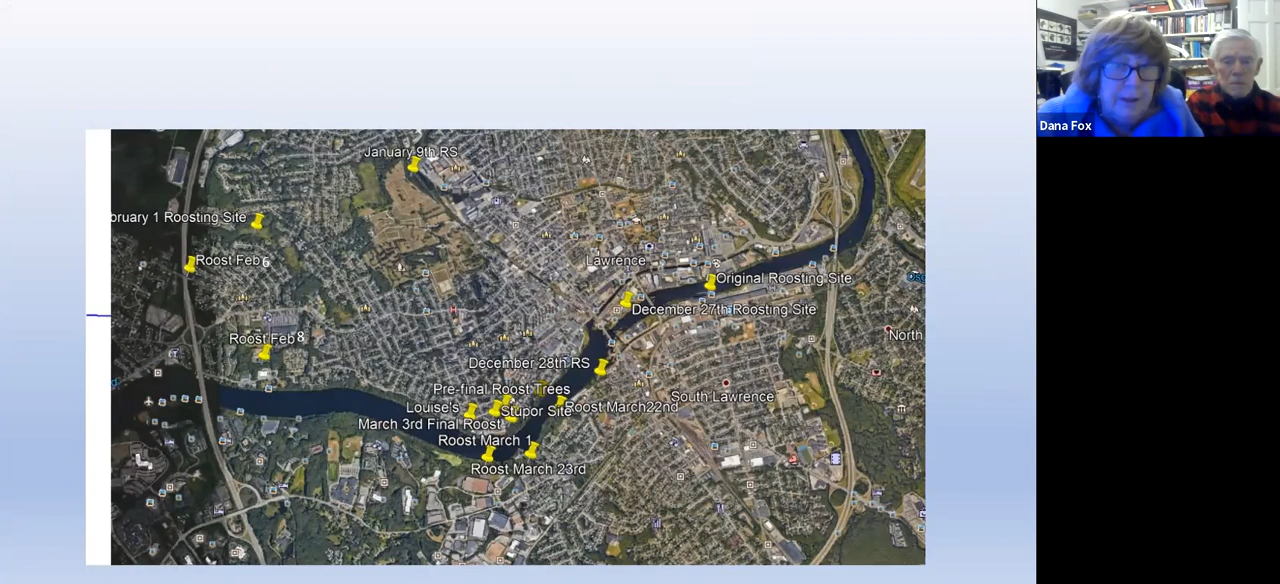 January 9th RS
bruary 1 Roosting Site
Roost Feb 6
Lawrence
Original Roosting Site
December 27th Roosting Site
Roost Feb 8
North
December 28th RS
Pre-final Roost Trees
South Lawrence
Louise's
Stupor Site
Roost March22nd
March 3rd Final Roost
Roost March 1
Roost March 23rd
Dana Fox